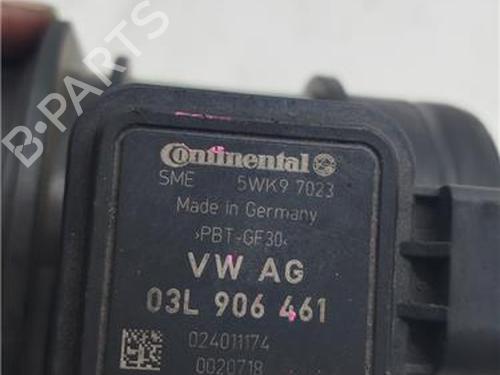 B-PARTS
Continental
SME 5WK9 7023
Made in Germany
›PBT-GF30‹
VW AG
03L 906 461
024011174
0020718